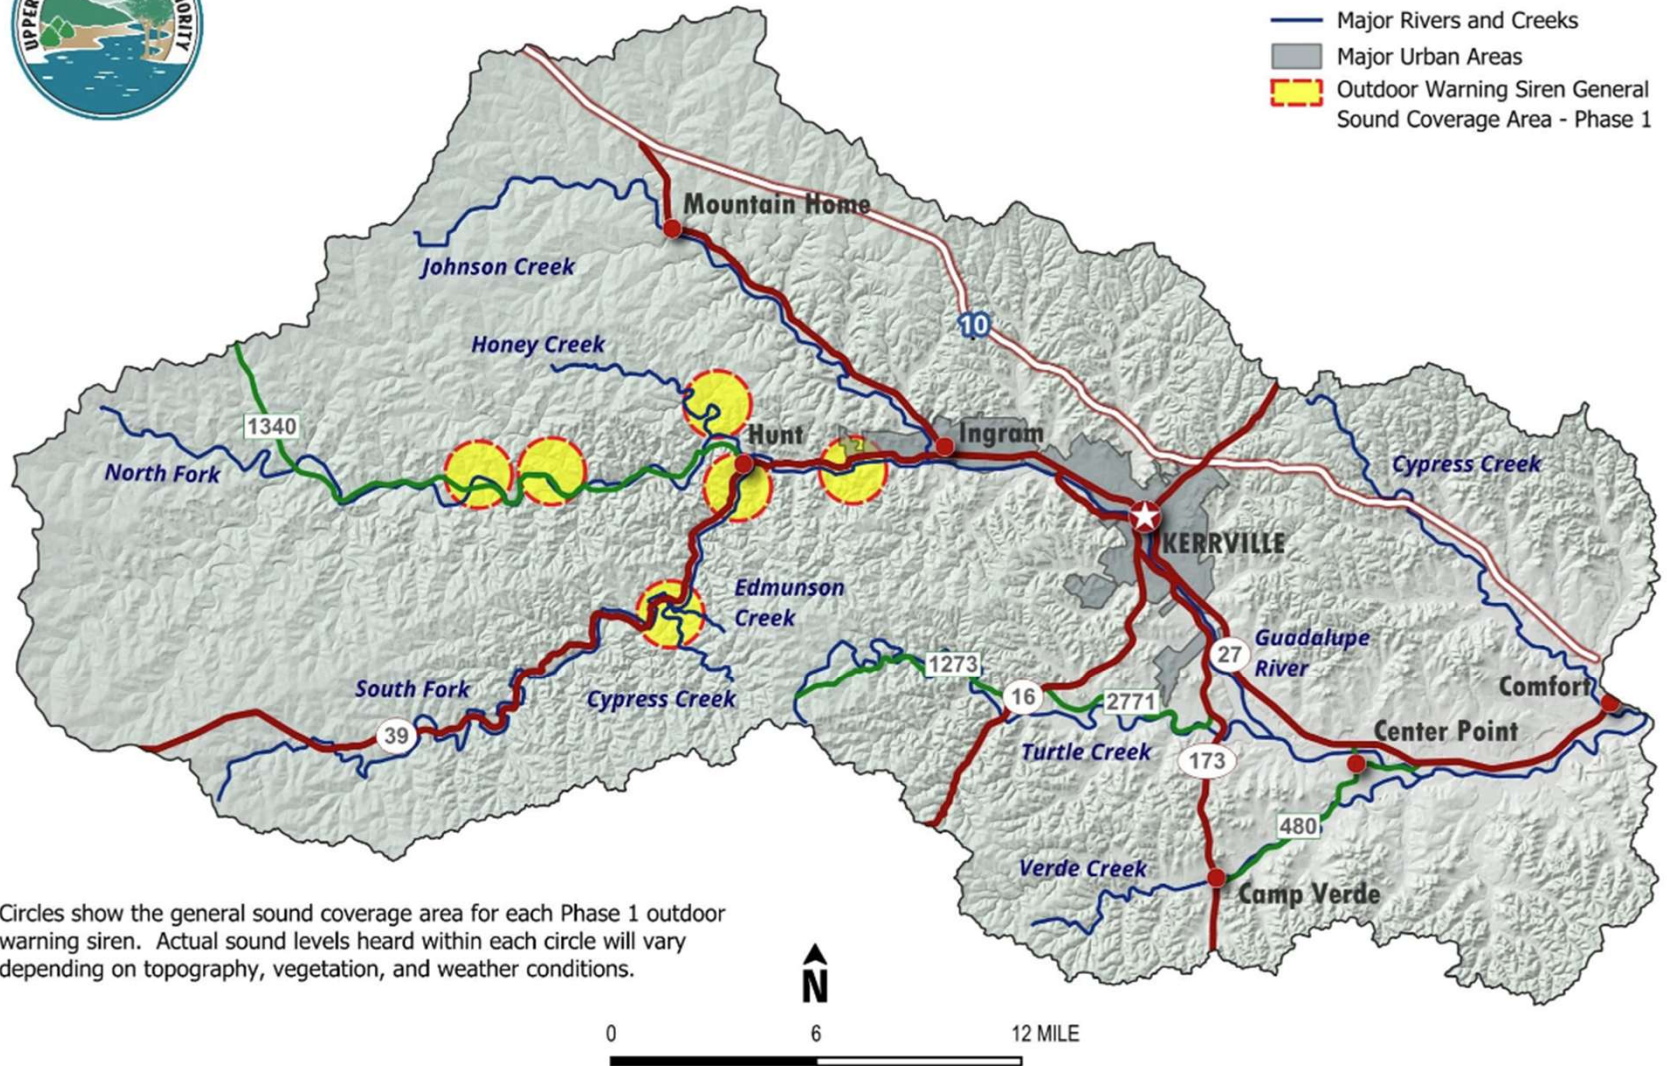 UPPER
ORITY
Major Rivers and Creeks
Major Urban Areas
Outdoor Warning Siren General
Sound Coverage Area - Phase 1
Mountain Home
Johnson Creek
10
Honey Creek
1340
Hunt
Ingram
North Fork
Cypress Creek
KERRVILLE
Edmunson
Creek
Guadalupe
River
27
1273
South Fork
Cypress Creek
16
2771
Comfort
39
Turtle Creek
173
Center Point
480
Verde Creek
Camp Verde
Circles show the general sound coverage area for each Phase 1 outdoor
warning siren. Actual sound levels heard within each circle will vary
depending on topography, vegetation, and weather conditions.
N
0 6 12 MILE